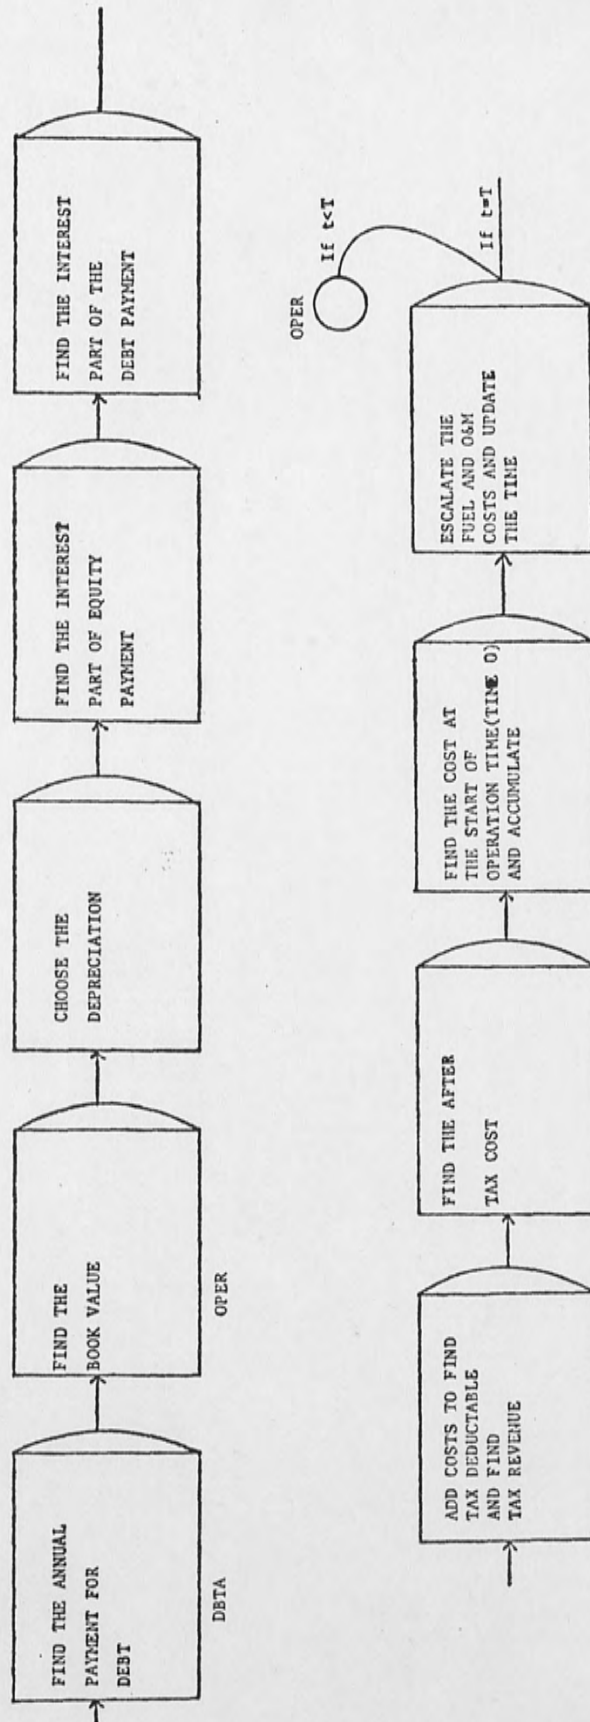 FIND THE ANNUAL
PAYMENT FOR
DEBT
DBTA
FIND THE
BOOK VALUE
OPER
CHOOSE THE
DEPRECIATION
FIND THE INTEREST
PART OF EQUITY
PAYMENT
FIND THE INTEREST
PART OF THE
DEBT PAYMENT
ADD COSTS TO FIND
TAX DEDUCTABLE
AND FIND
TAX REVENUE
FIND THE AFTER
TAX COST
FIND THE COST AT
THE START OF
OPERATION TIME(TIME 0)
AND ACCUMULATE
ESCALATE THE
FUEL AND O&M
COSTS AND UPDATE
THE TIME
OPER
If t<T
If t=T